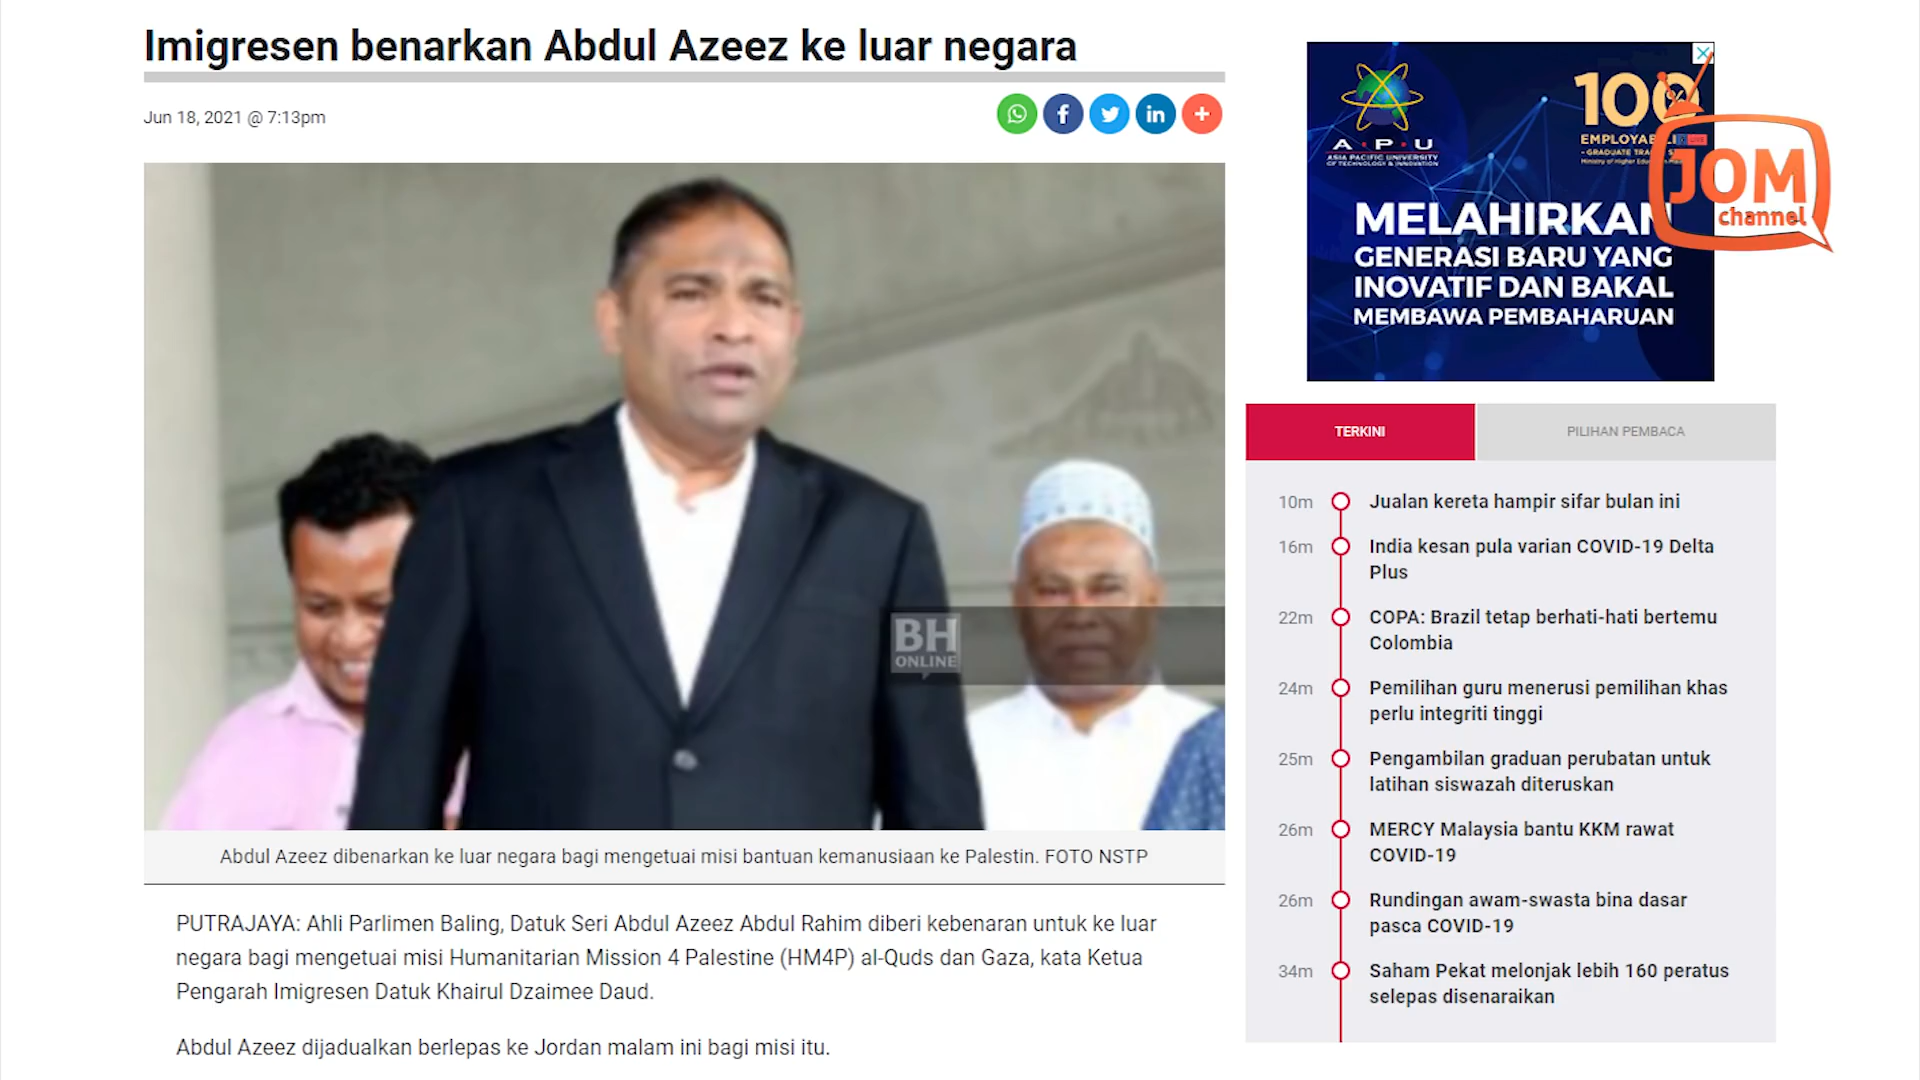 Imigresen benarkan Abdul Azeez ke luar negara
Jun 18, 2021 @ 7:13pm
BH
ONLINE
Abdul Azeez dibenarkan ke luar negara bagi mengetuai misi bantuan kemanusiaan ke Palestin. FOTO NSTP
PUTRAJAYA: Ahli Parlimen Baling, Datuk Seri Abdul Azeez Abdul Rahim diberi kebenaran untuk ke luar
negara bagi mengetuai misi Humanitarian Mission 4 Palestine (HM4P) al-Quds dan Gaza, kata Ketua
Pengarah Imigresen Datuk Khairul Dzaimee Daud.
Abdul Azeez dijadualkan berlepas ke Jordan malam ini bagi misi itu.
A·P·U
ASIA PACIFIC UNIVERSITY
OF TECHNOLOGY & INNOVATION
100
JOM
channel
MELAHIRKAN
GENERASI BARU YANG
INOVATIF DAN BAKAL
MEMBAWA PEMBAHARUAN
TERKINI
PILIHAN PEMBACA
10m Jualan kereta hampir sifar bulan ini
16m India kesan pula varian COVID-19 Delta
Plus
22m COPA: Brazil tetap berhati-hati bertemu
Colombia
24m Pemilihan guru menerusi pemilihan khas
perlu integriti tinggi
25m Pengambilan graduan perubatan untuk
latihan siswazah diteruskan
26m MERCY Malaysia bantu KKM rawat
COVID-19
26m Rundingan awam-swasta bina dasar
pasca COVID-19
34m Saham Pekat melonjak lebih 160 peratus
selepas disenaraikan